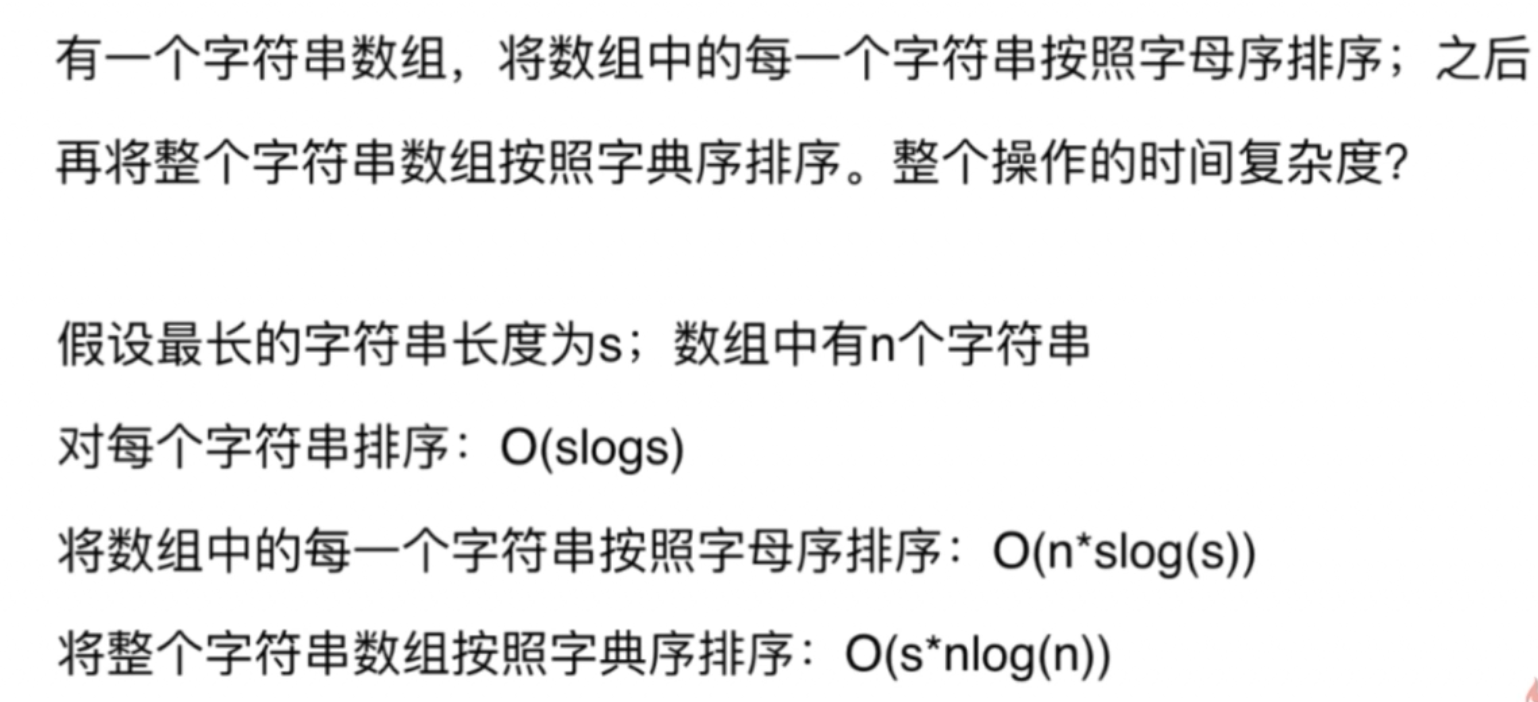 有一个字符串数组，将数组中的每一个字符串按照字母序排序；之后
再将整个字符串数组按照字典序排序。整个操作的时间复杂度？
假设最长的字符串长度为s；数组中有n个字符串
对每个字符串排序：O(slogs)
将数组中的每一个字符串按照字母序排序：O(n*slog(s))
将整个字符串数组按照字典序排序：O(s*nlog(n))